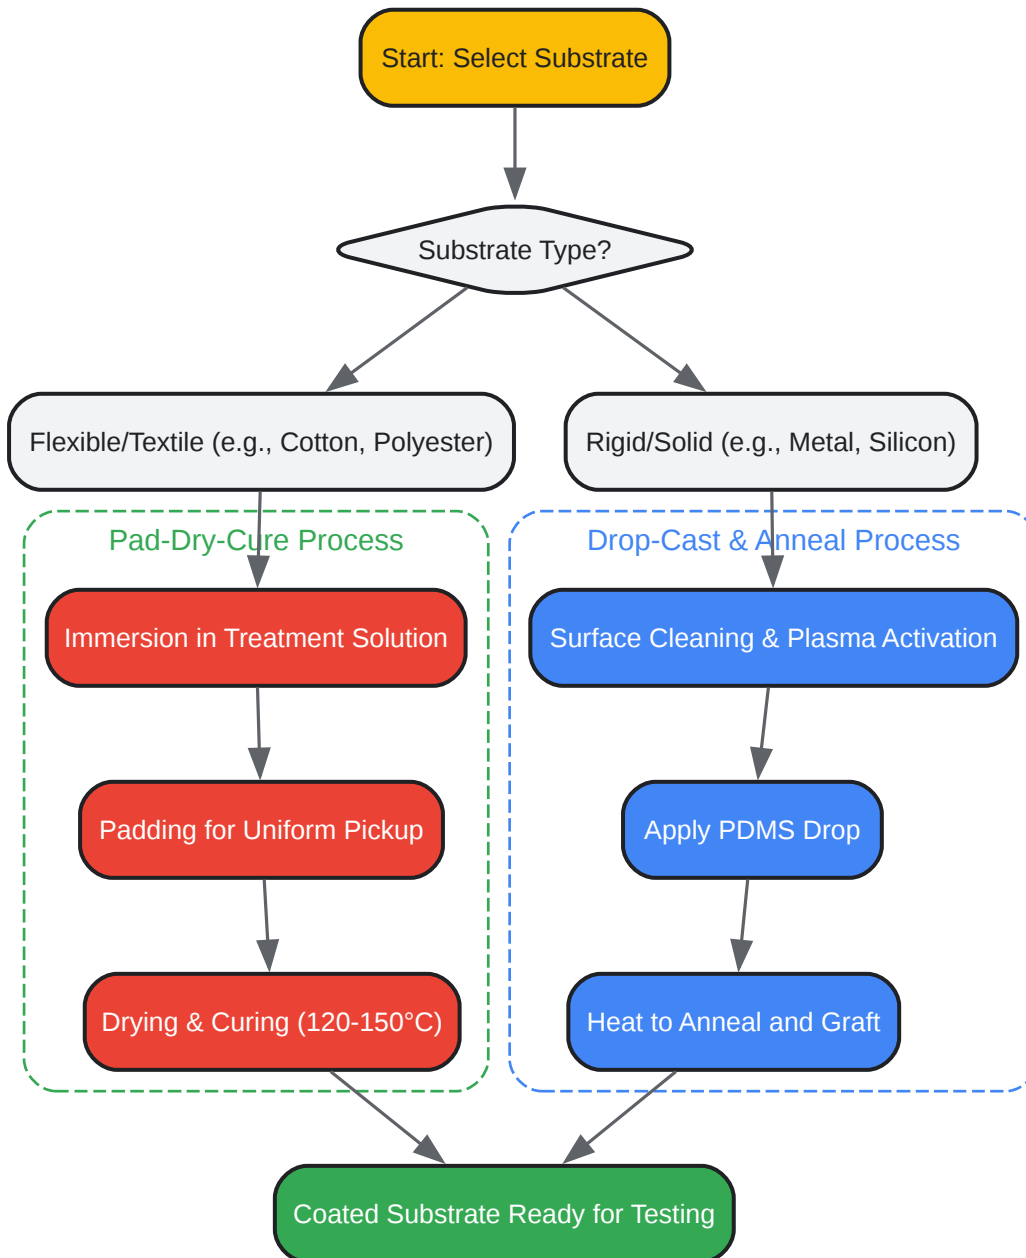 Start: Select Substrate
Substrate Type?
Flexible/Textile (e.g., Cotton, Polyester)
Rigid/Solid (e.g., Metal, Silicon)
Pad-Dry-Cure Process
Immersion in Treatment Solution
Padding for Uniform Pickup
Drying & Curing (120-150°C)
Drop-Cast & Anneal Process
Surface Cleaning & Plasma Activation
Apply PDMS Drop
Heat to Anneal and Graft
Coated Substrate Ready for Testing